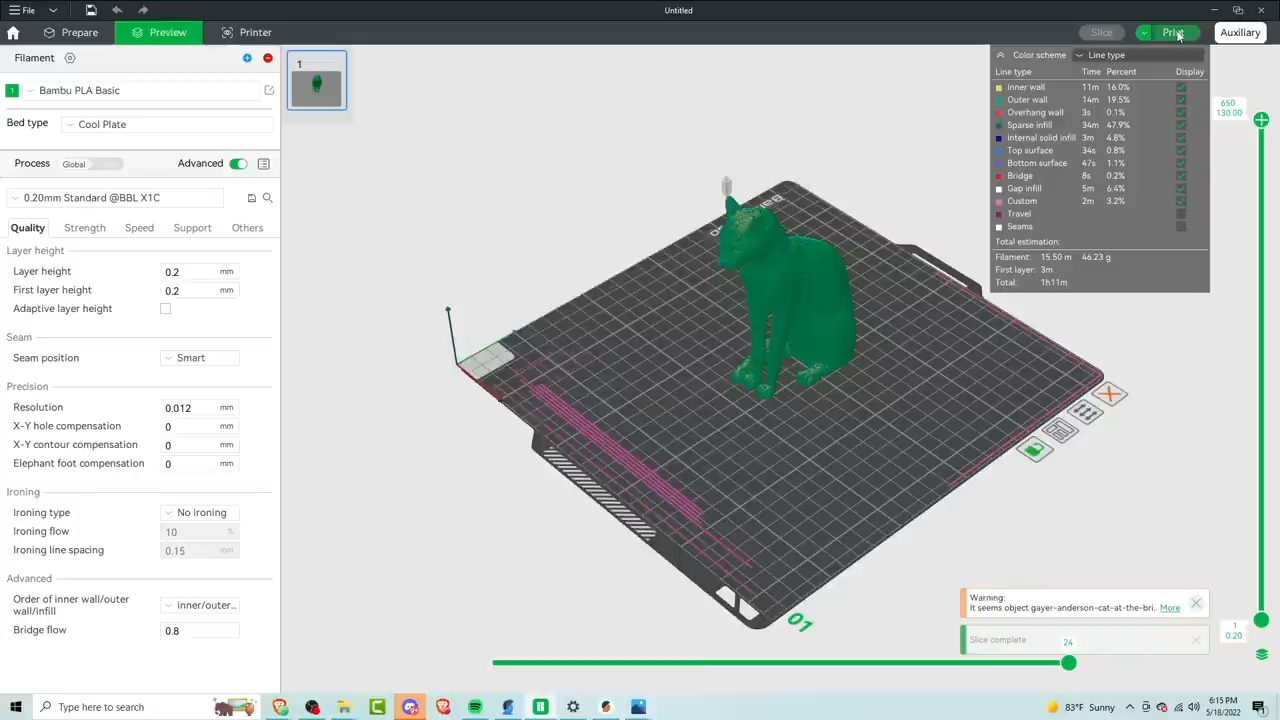 File
Untitled
Prepare
Preview
Printer
Slice
Print
Auxiliary
Filament
1
Bambu PLA Basic
Bed type
Cool Plate
Process
Global
Advanced
0.20mm Standard @BBL X1C
Quality
Strength
Speed
Support
Others
Layer height
Layer height 0.2 mm
First layer height 0.2 mm
Adaptive layer height
Seam
Seam position Smart
Precision
Resolution 0.012 mm
X-Y hole compensation 0 mm
X-Y contour compensation 0 mm
Elephant foot compensation 0 mm
Ironing
Ironing type No ironing
Ironing flow 10 %
Ironing line spacing 0.15 mm
Advanced
Order of inner wall/outer
wall/infill
inner/outer...
Bridge flow 0.8
1
Color scheme Line type
Line type Time Percent Display
Inner wall 11m 16.0%
Outer wall 14m 19.5%
Overhang wall 3s 0.1%
Sparse infill 34m 47.9%
Internal solid infill 3m 4.8%
Top surface 34s 0.8%
Bottom surface 47s 1.1%
Bridge 8s 0.2%
Gap infill 5m 6.4%
Custom 2m 3.2%
Travel
Seams
Total estimation:
Filament: 15.50 m 46.23 g
First layer: 3m
Total: 1h11m
650
130.00
01
Warning:
it seems object gayer-anderson-cat-at-the-bri.. More
Slice complete
24
1
0.20
Type here to search
83°F Sunny
6:15 PM
5/18/2022